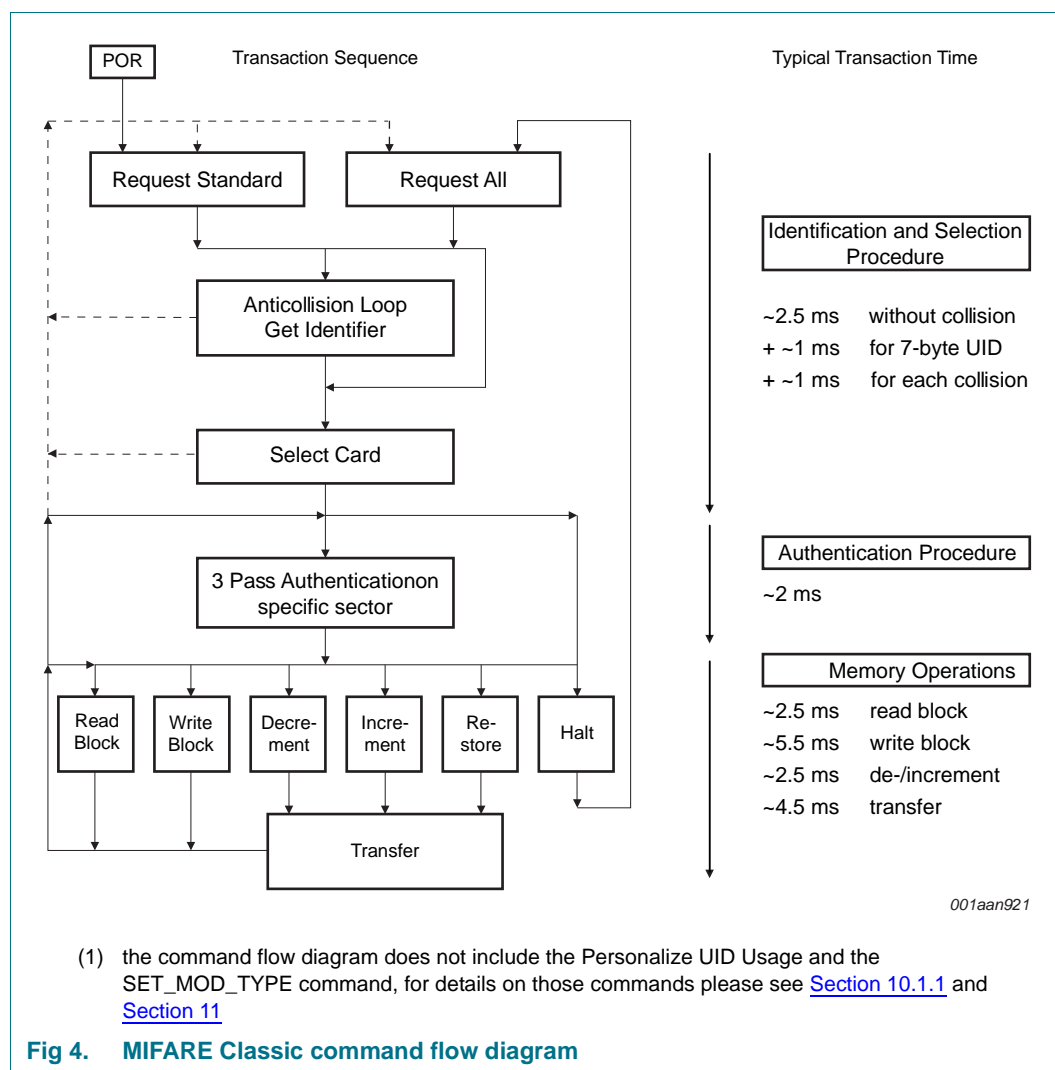 POR
Transaction Sequence
Typical Transaction Time
Request Standard
Request All
Identification and Selection
Procedure
Anticollision Loop
Get Identifier
~2.5 ms without collision
+ ~1 ms for 7-byte UID
+ ~1 ms for each collision
Select Card
Authentication Procedure
3 Pass Authenticationon
specific sector
~2 ms
Memory Operations
Read
Block
Write
Block
Decre-
ment
Incre-
ment
Re-
store
Halt
~2.5 ms read block
~5.5 ms write block
~2.5 ms de-/increment
~4.5 ms transfer
Transfer
001aan921
(1) the command flow diagram does not include the Personalize UID Usage and the
SET_MOD_TYPE command, for details on those commands please see Section 10.1.1 and
Section 11
Fig 4. MIFARE Classic command flow diagram